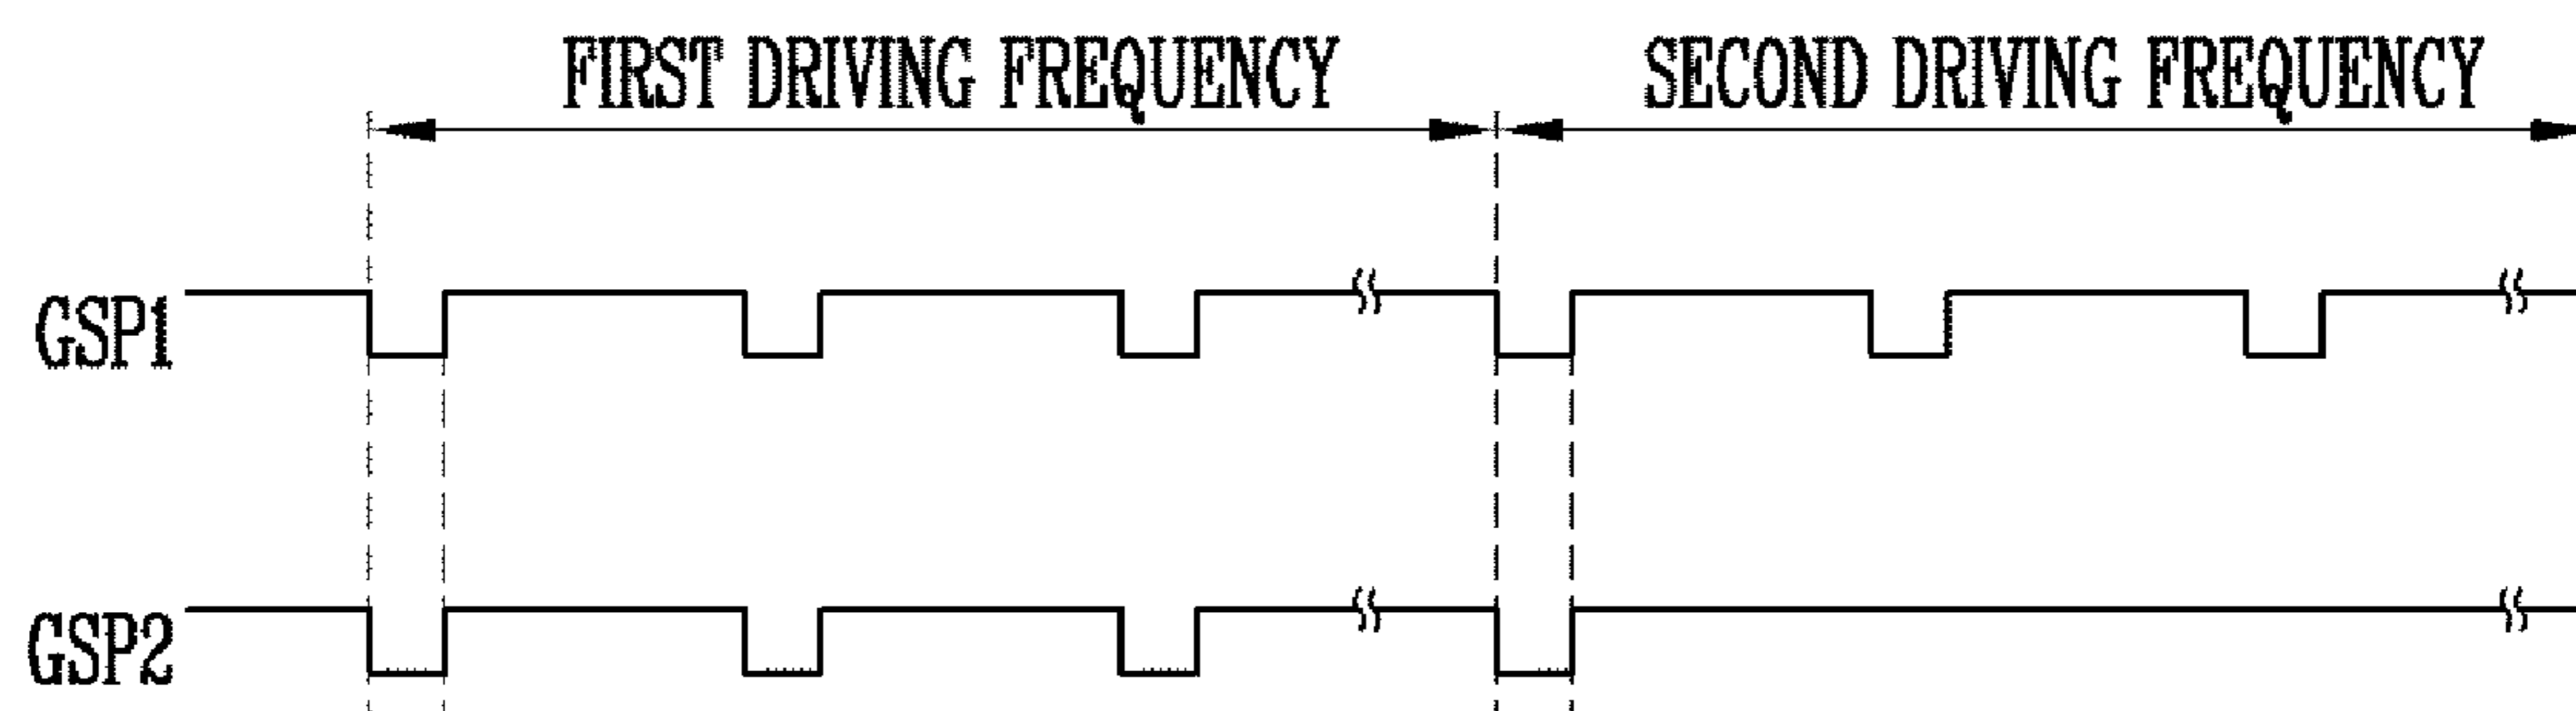 FIRST DRIVING FREQUENCY
SECOND DRIVING FREQUENCY
GSP1
GSP2